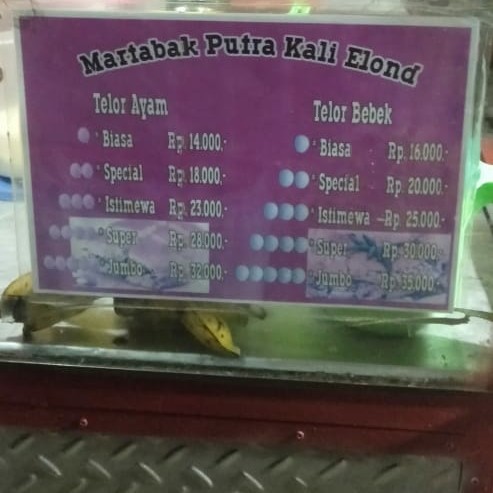 Martabak Putra Kali Elond
Telor Ayam
Biasa Rp. 14.000,-
Special Rp. 18.000,-
Istimewa Rp. 23.000,-
Super Rp. 28.000,-
Jumbo Rp. 32.000,-
Telor Bebek
Biasa Rp. 16.000,-
Special Rp. 20.000,-
Istimewa Rp. 25.000,-
Super Rp. 30.000,-
Jumbo Rp. 35.000,-